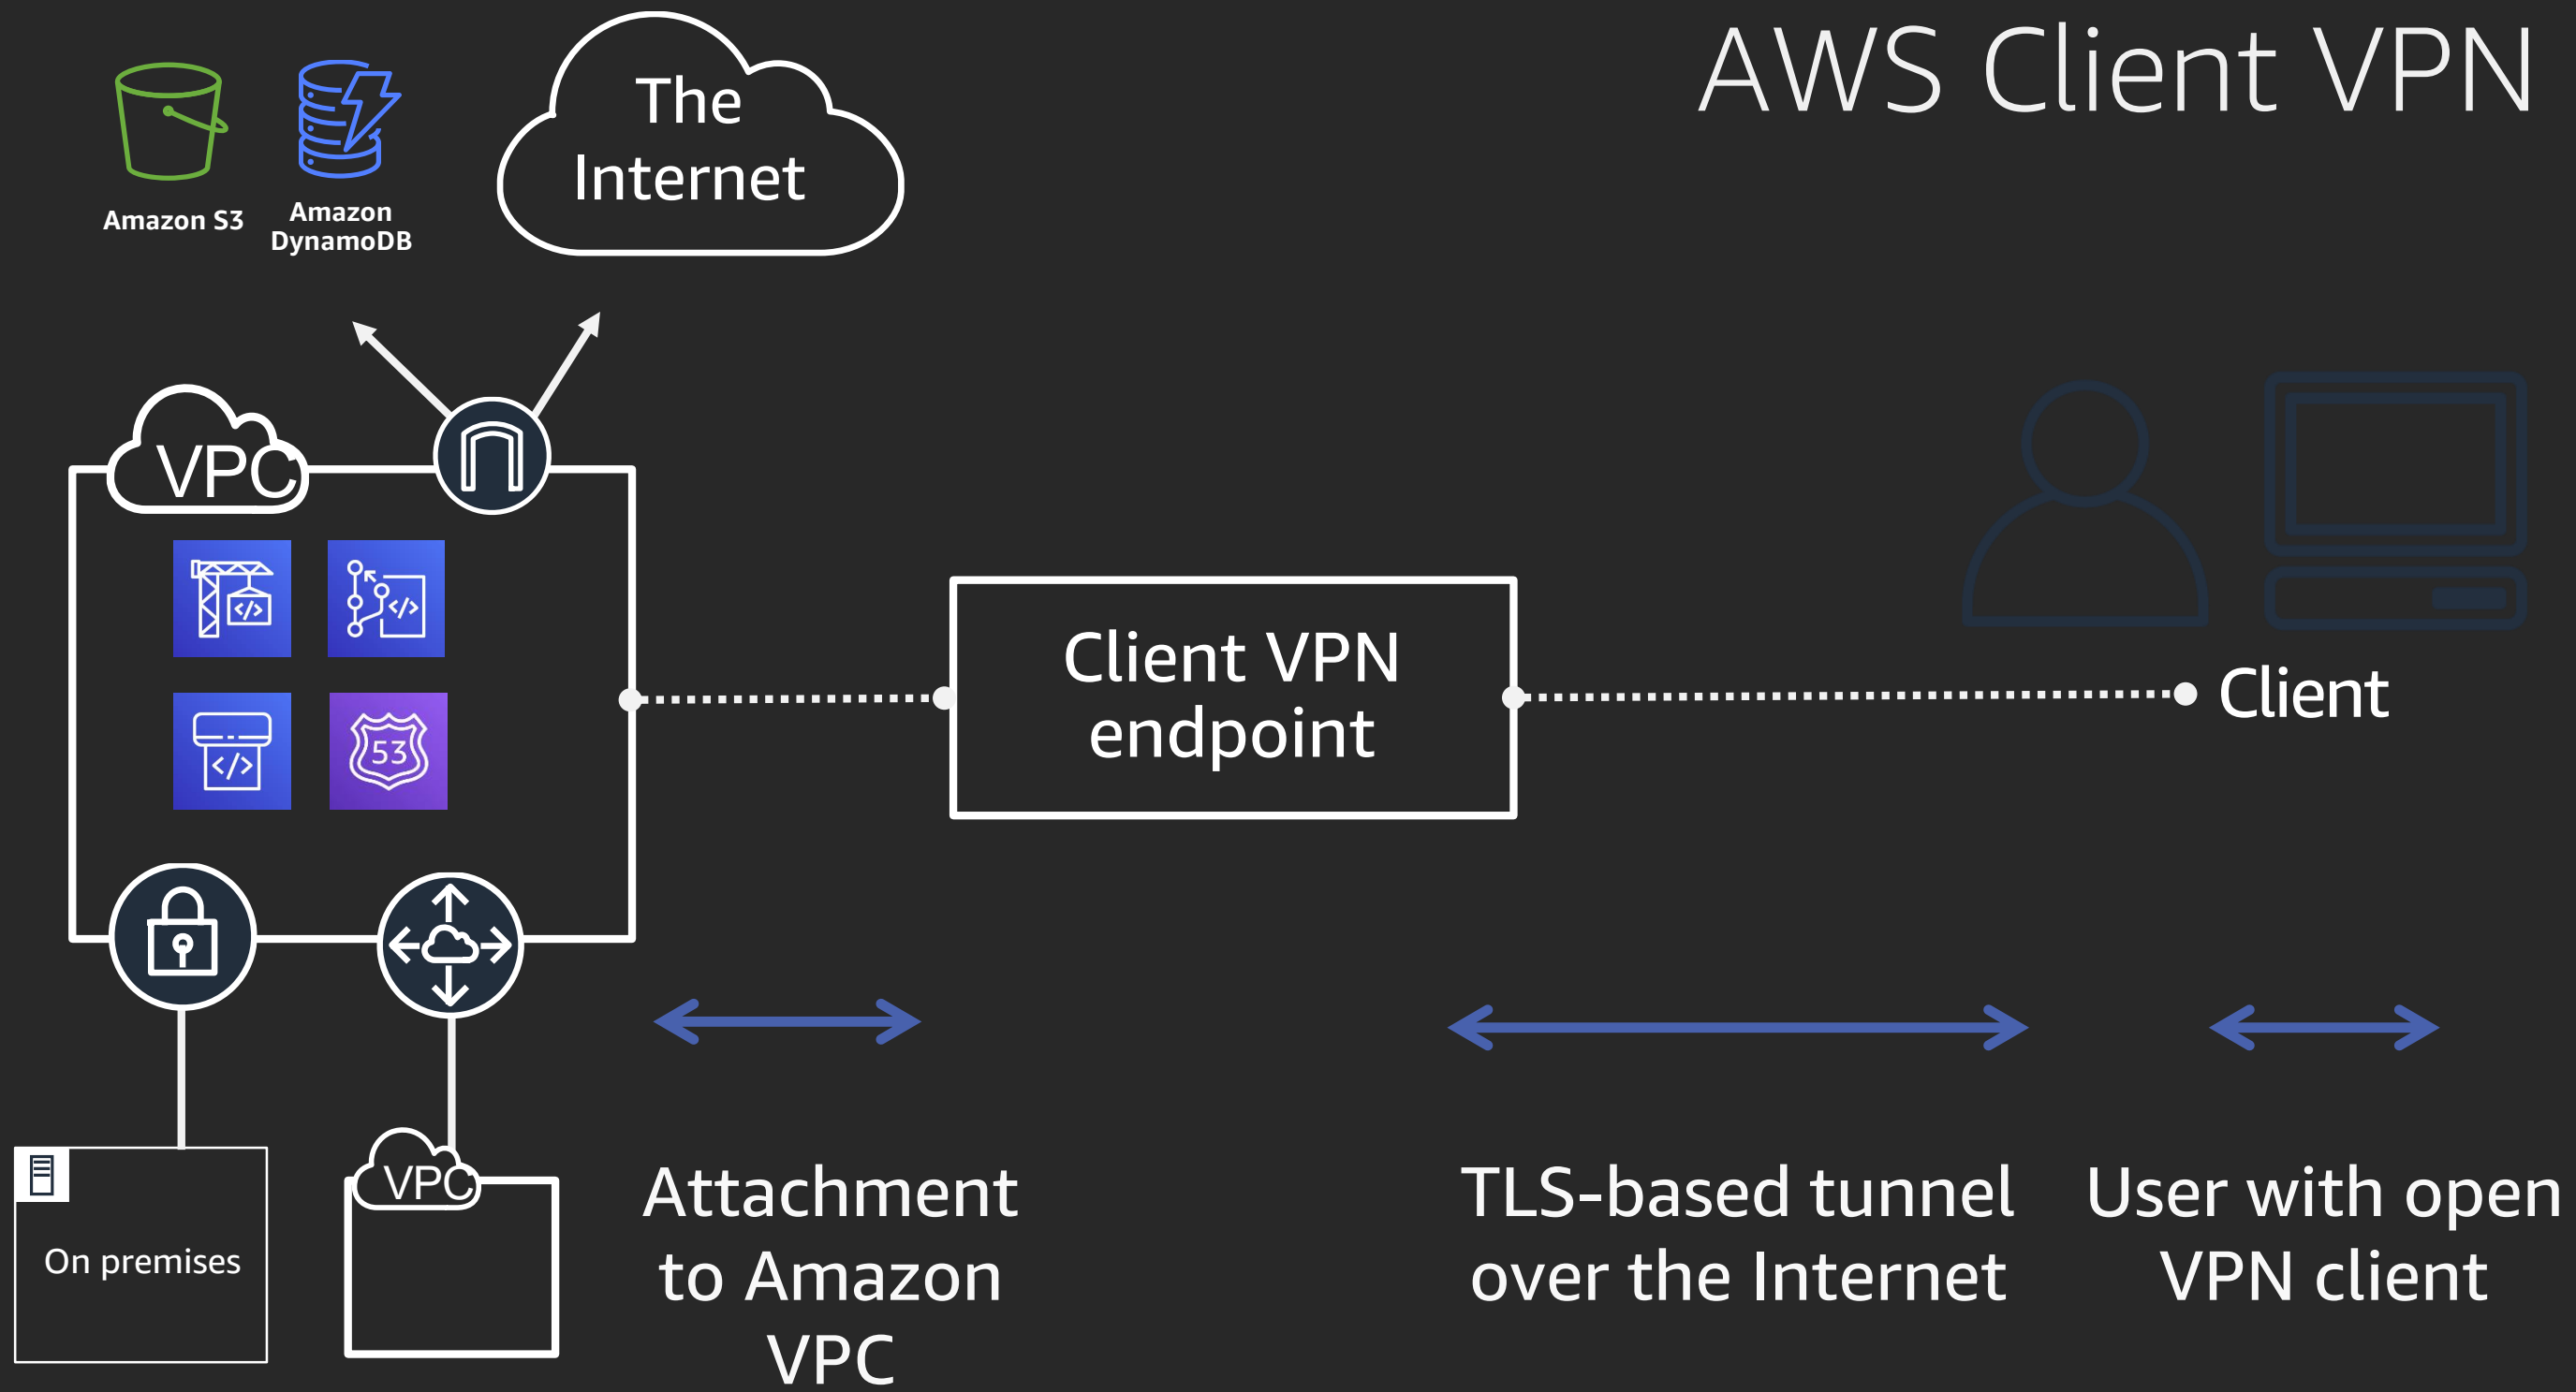 AWS Client VPN
The
Internet
Amazon S3
Amazon
DynamoDB
VPC
53
Client VPN
endpoint
Client
VPC
On premises
Attachment
to Amazon
VPC
TLS-based tunnel
over the Internet
User with open
VPN client